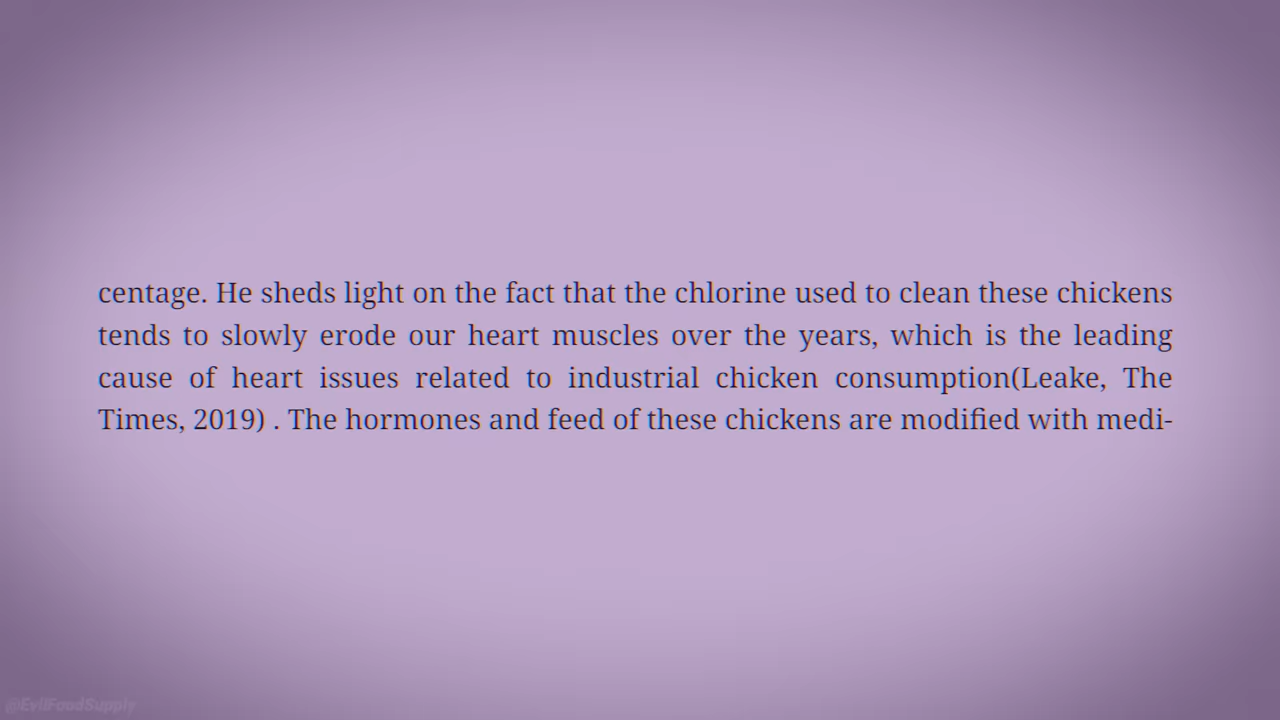 centage. He sheds light on the fact that the chlorine used to clean these chickens
tends to slowly erode our heart muscles over the years, which is the leading
cause of heart issues related to industrial chicken consumption(Leake, The
Times, 2019) . The hormones and feed of these chickens are modified with medi-
@EvilFoodSupply